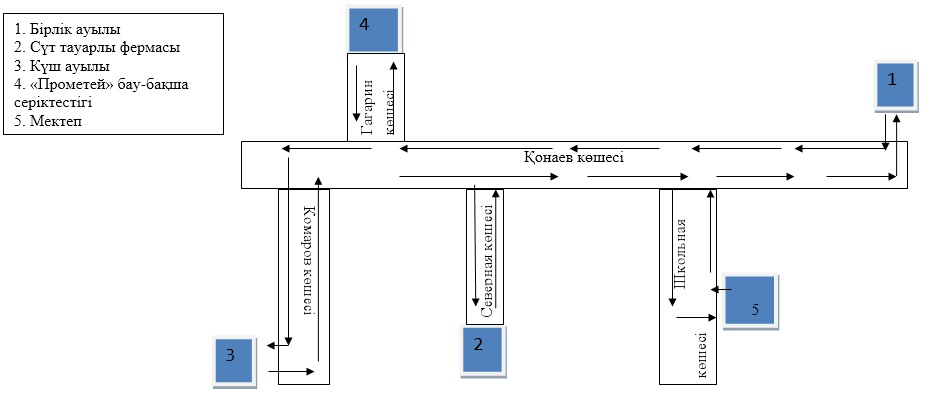 1. Бірлік ауылы
2. Сүт тауарлы фермасы
3. Күш ауылы
4. «Прометей» бау-бақша
серіктестігі
5. Мектеп
4
1
Гагарин
көшесі
Қонаев көшесі
Комаров көшесі
Северная көшесі
Школьная
көшесі
5
3
2